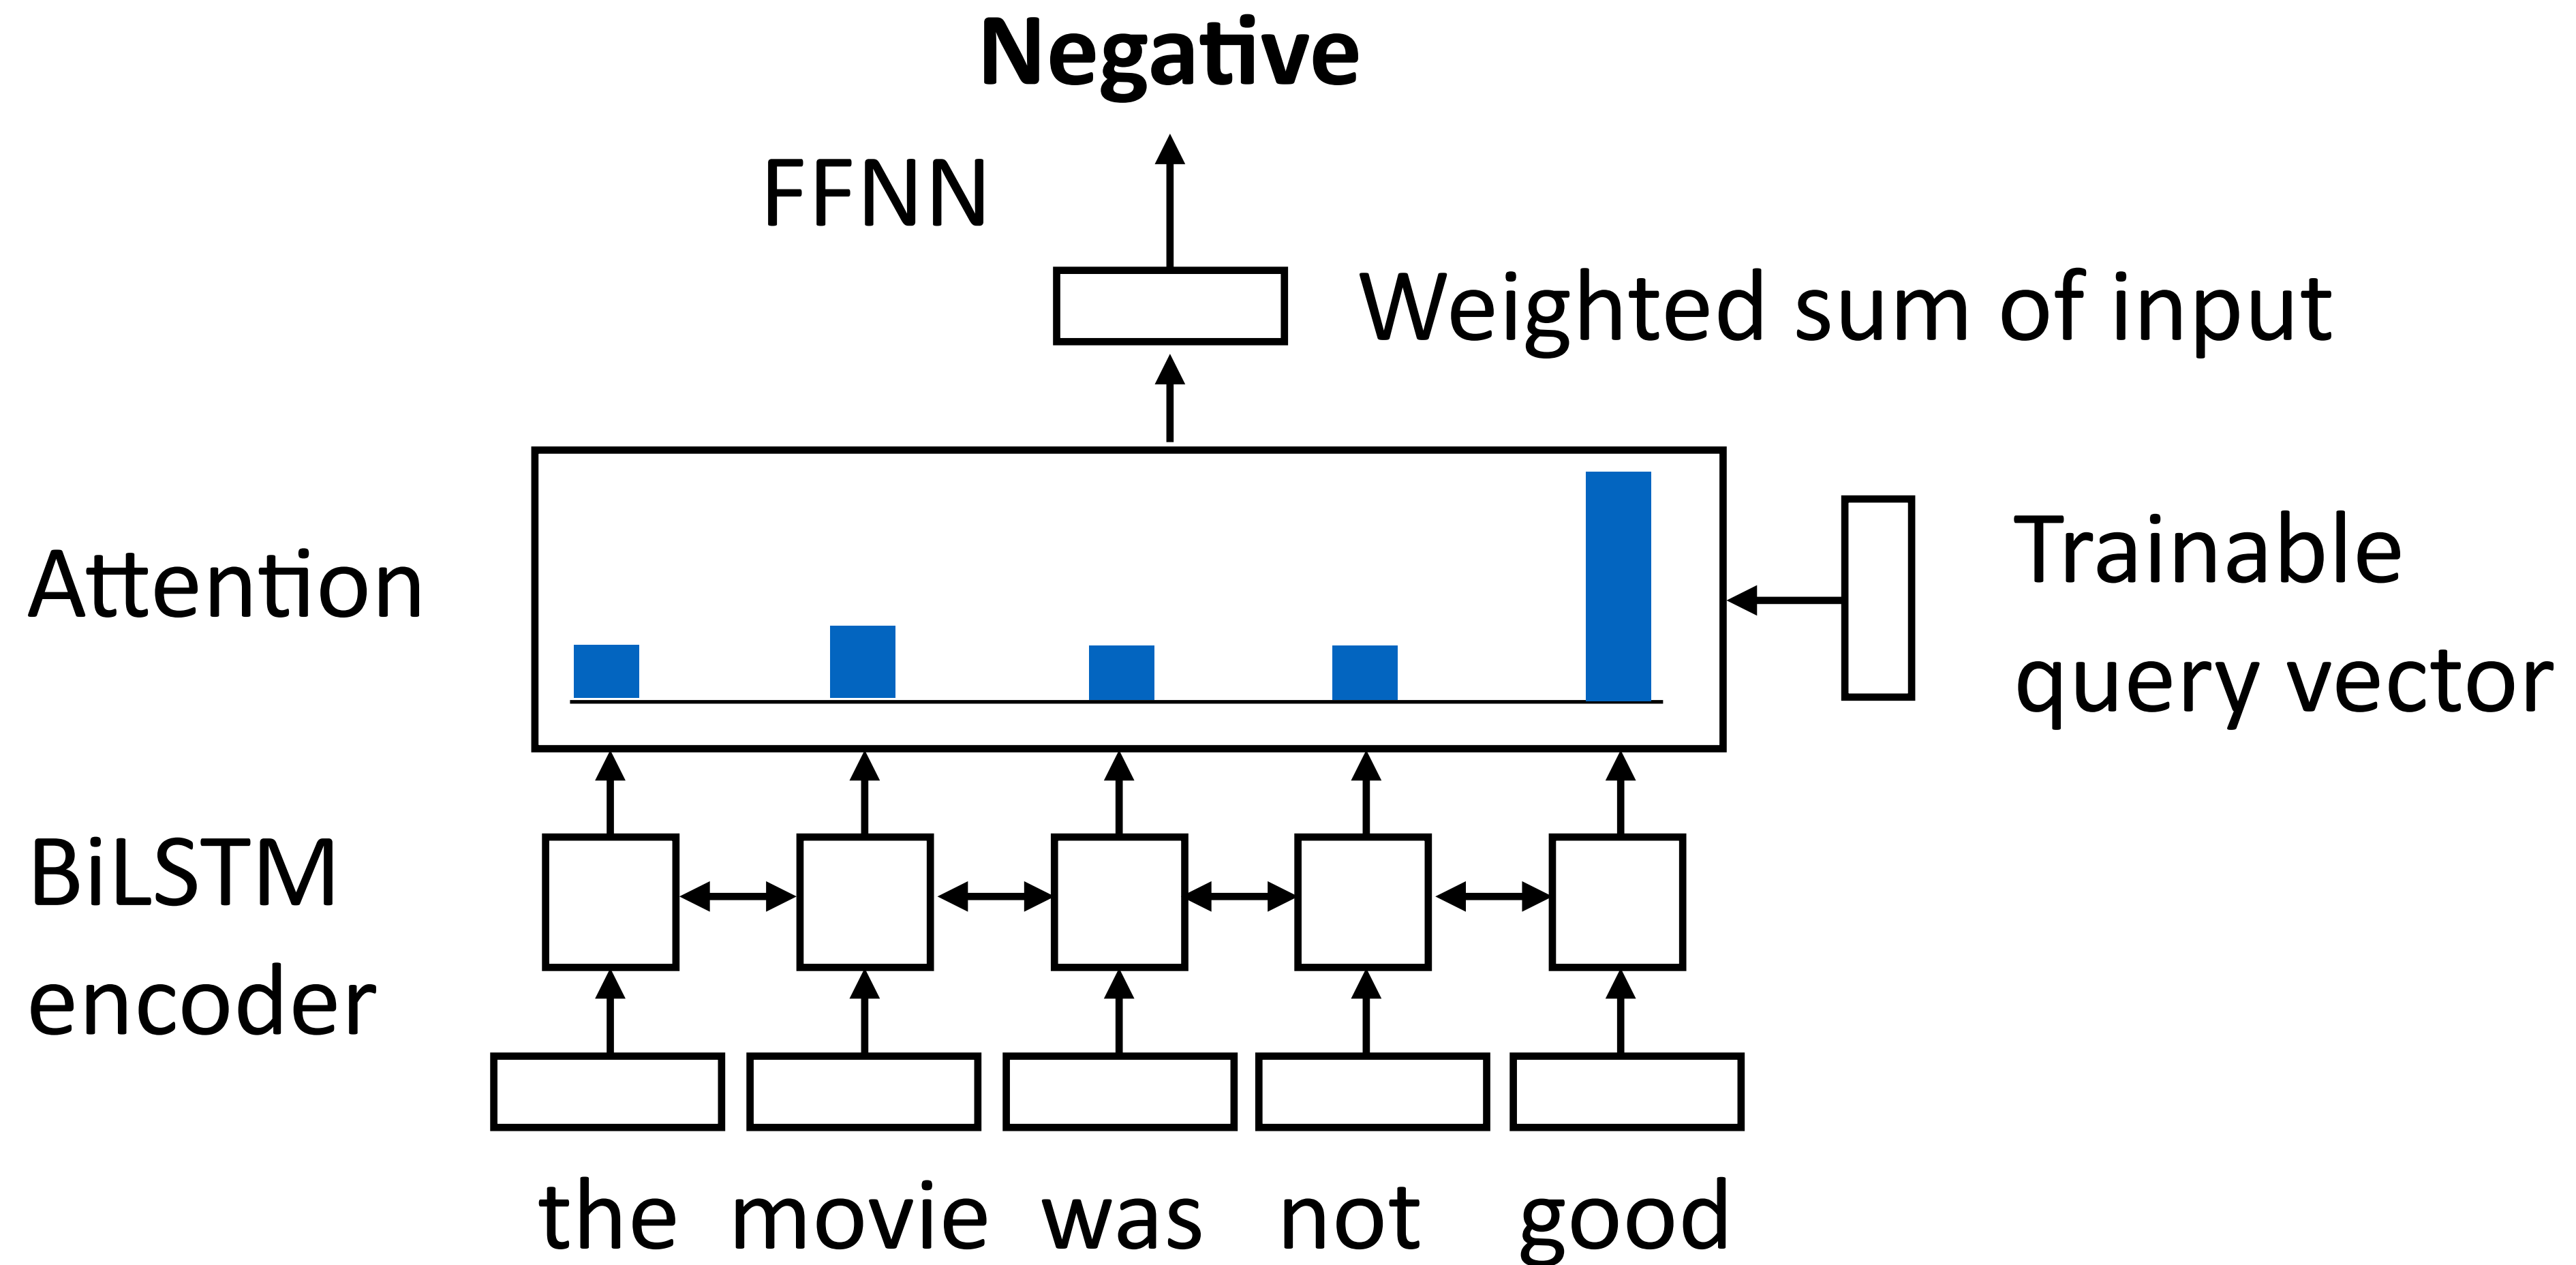 Negative
FFNN
Weighted sum of input
Attention
Trainable
query vector
BiLSTM
encoder
the movie was not good